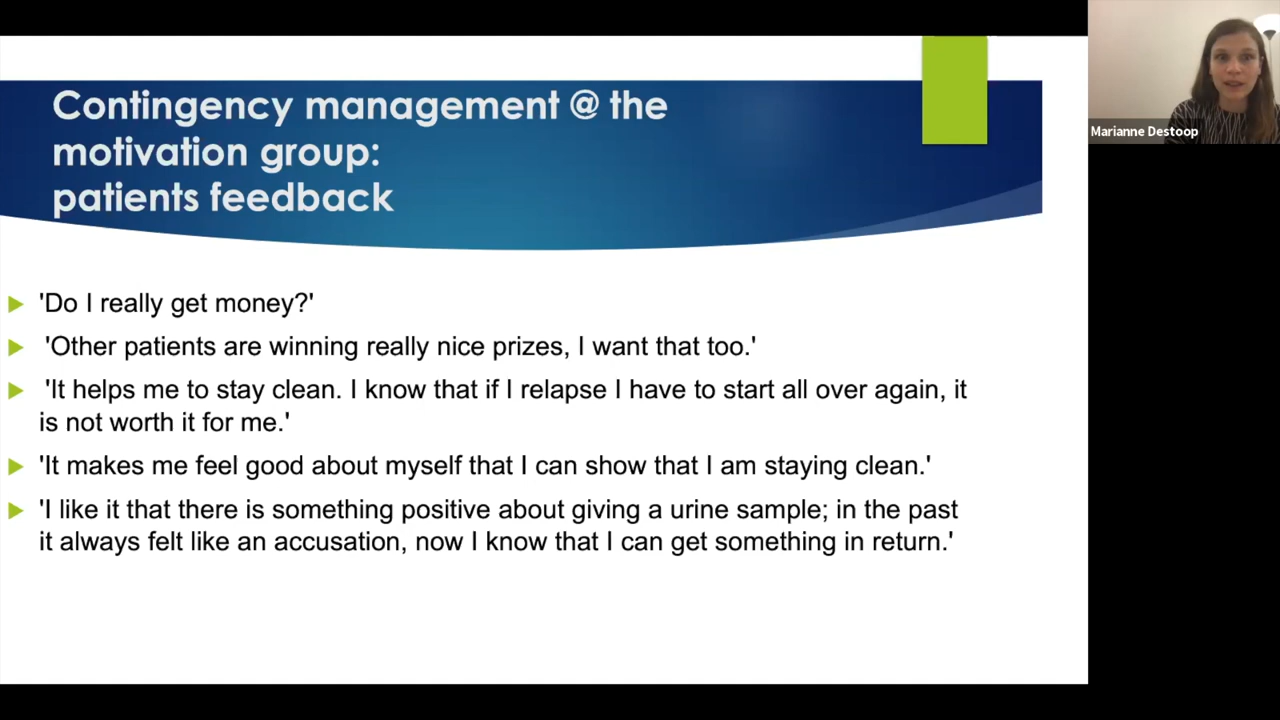 Contingency management @ the
motivation group:
patients feedback
'Do I really get money?'
'Other patients are winning really nice prizes, I want that too.'
'It helps me to stay clean. I know that if I relapse I have to start all over again, it
is not worth it for me.'
'It makes me feel good about myself that I can show that I am staying clean.'
'I like it that there is something positive about giving a urine sample; in the past
it always felt like an accusation, now I know that I can get something in return.'
Marianne Destoop